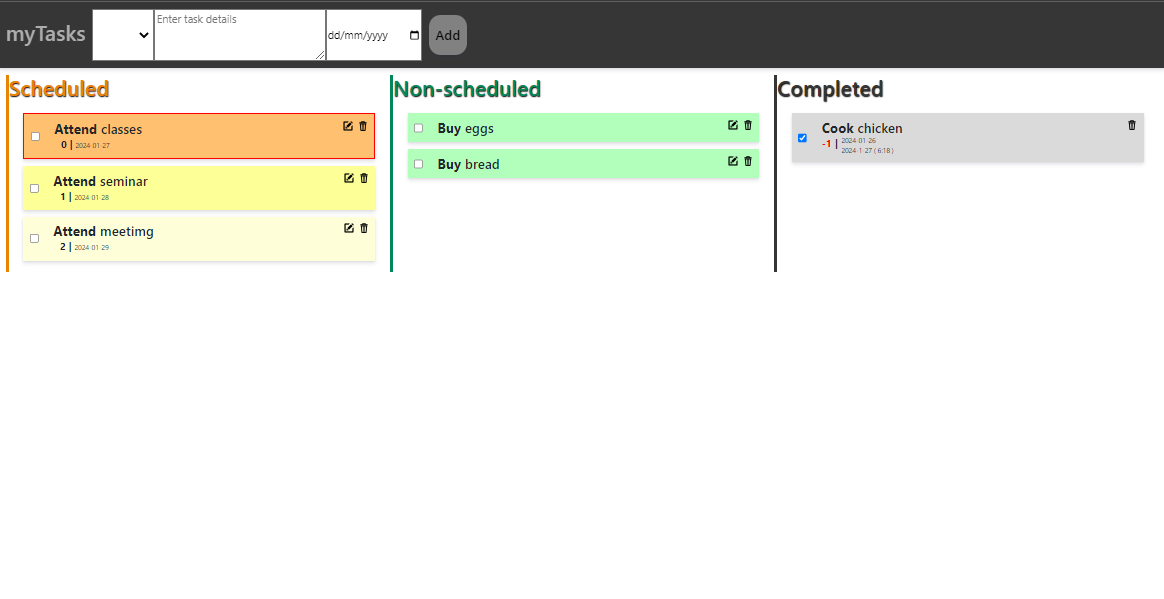 myTasks
Enter task details
dd/mm/yyyy
Add
Scheduled
Attend classes
0 | 2024-01-27
Attend seminar
1 | 2024-01-28
Attend meetimg
2 | 2024-01-29
Non-scheduled
Buy eggs
Buy bread
Completed
Cook chicken
-1 | 2024-01-26
2024-1-27 ( 6:18 )